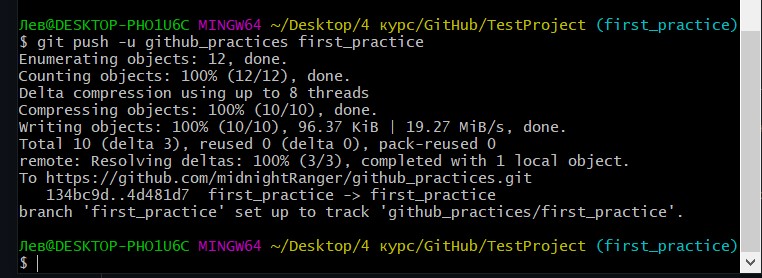 Лев@DESKTOP-PHO1U6C MINGW64 ~/Desktop/4 курс/GitHub/TestProject (first_practice)
$ git push -u github_practices first_practice
Enumerating objects: 12, done.
Counting objects: 100% (12/12), done.
Delta compression using up to 8 threads
Compressing objects: 100% (10/10), done.
Writing objects: 100% (10/10), 96.37 KiB | 19.27 MiB/s, done.
Total 10 (delta 3), reused 0 (delta 0), pack-reused 0
remote: Resolving deltas: 100% (3/3), completed with 1 local object.
To https://github.com/midnightRanger/github_practices.git
   134bc9d..4d481d7  first_practice -> first_practice
branch 'first_practice' set up to track 'github_practices/first_practice'.
Лев@DESKTOP-PHO1U6C MINGW64 ~/Desktop/4 курс/GitHub/TestProject (first_practice)
$